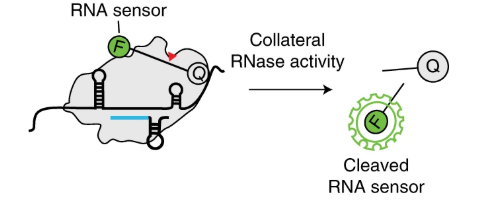 RNA sensor
F
Q
Collateral
RNase activity
Q
F
Cleaved
RNA sensor